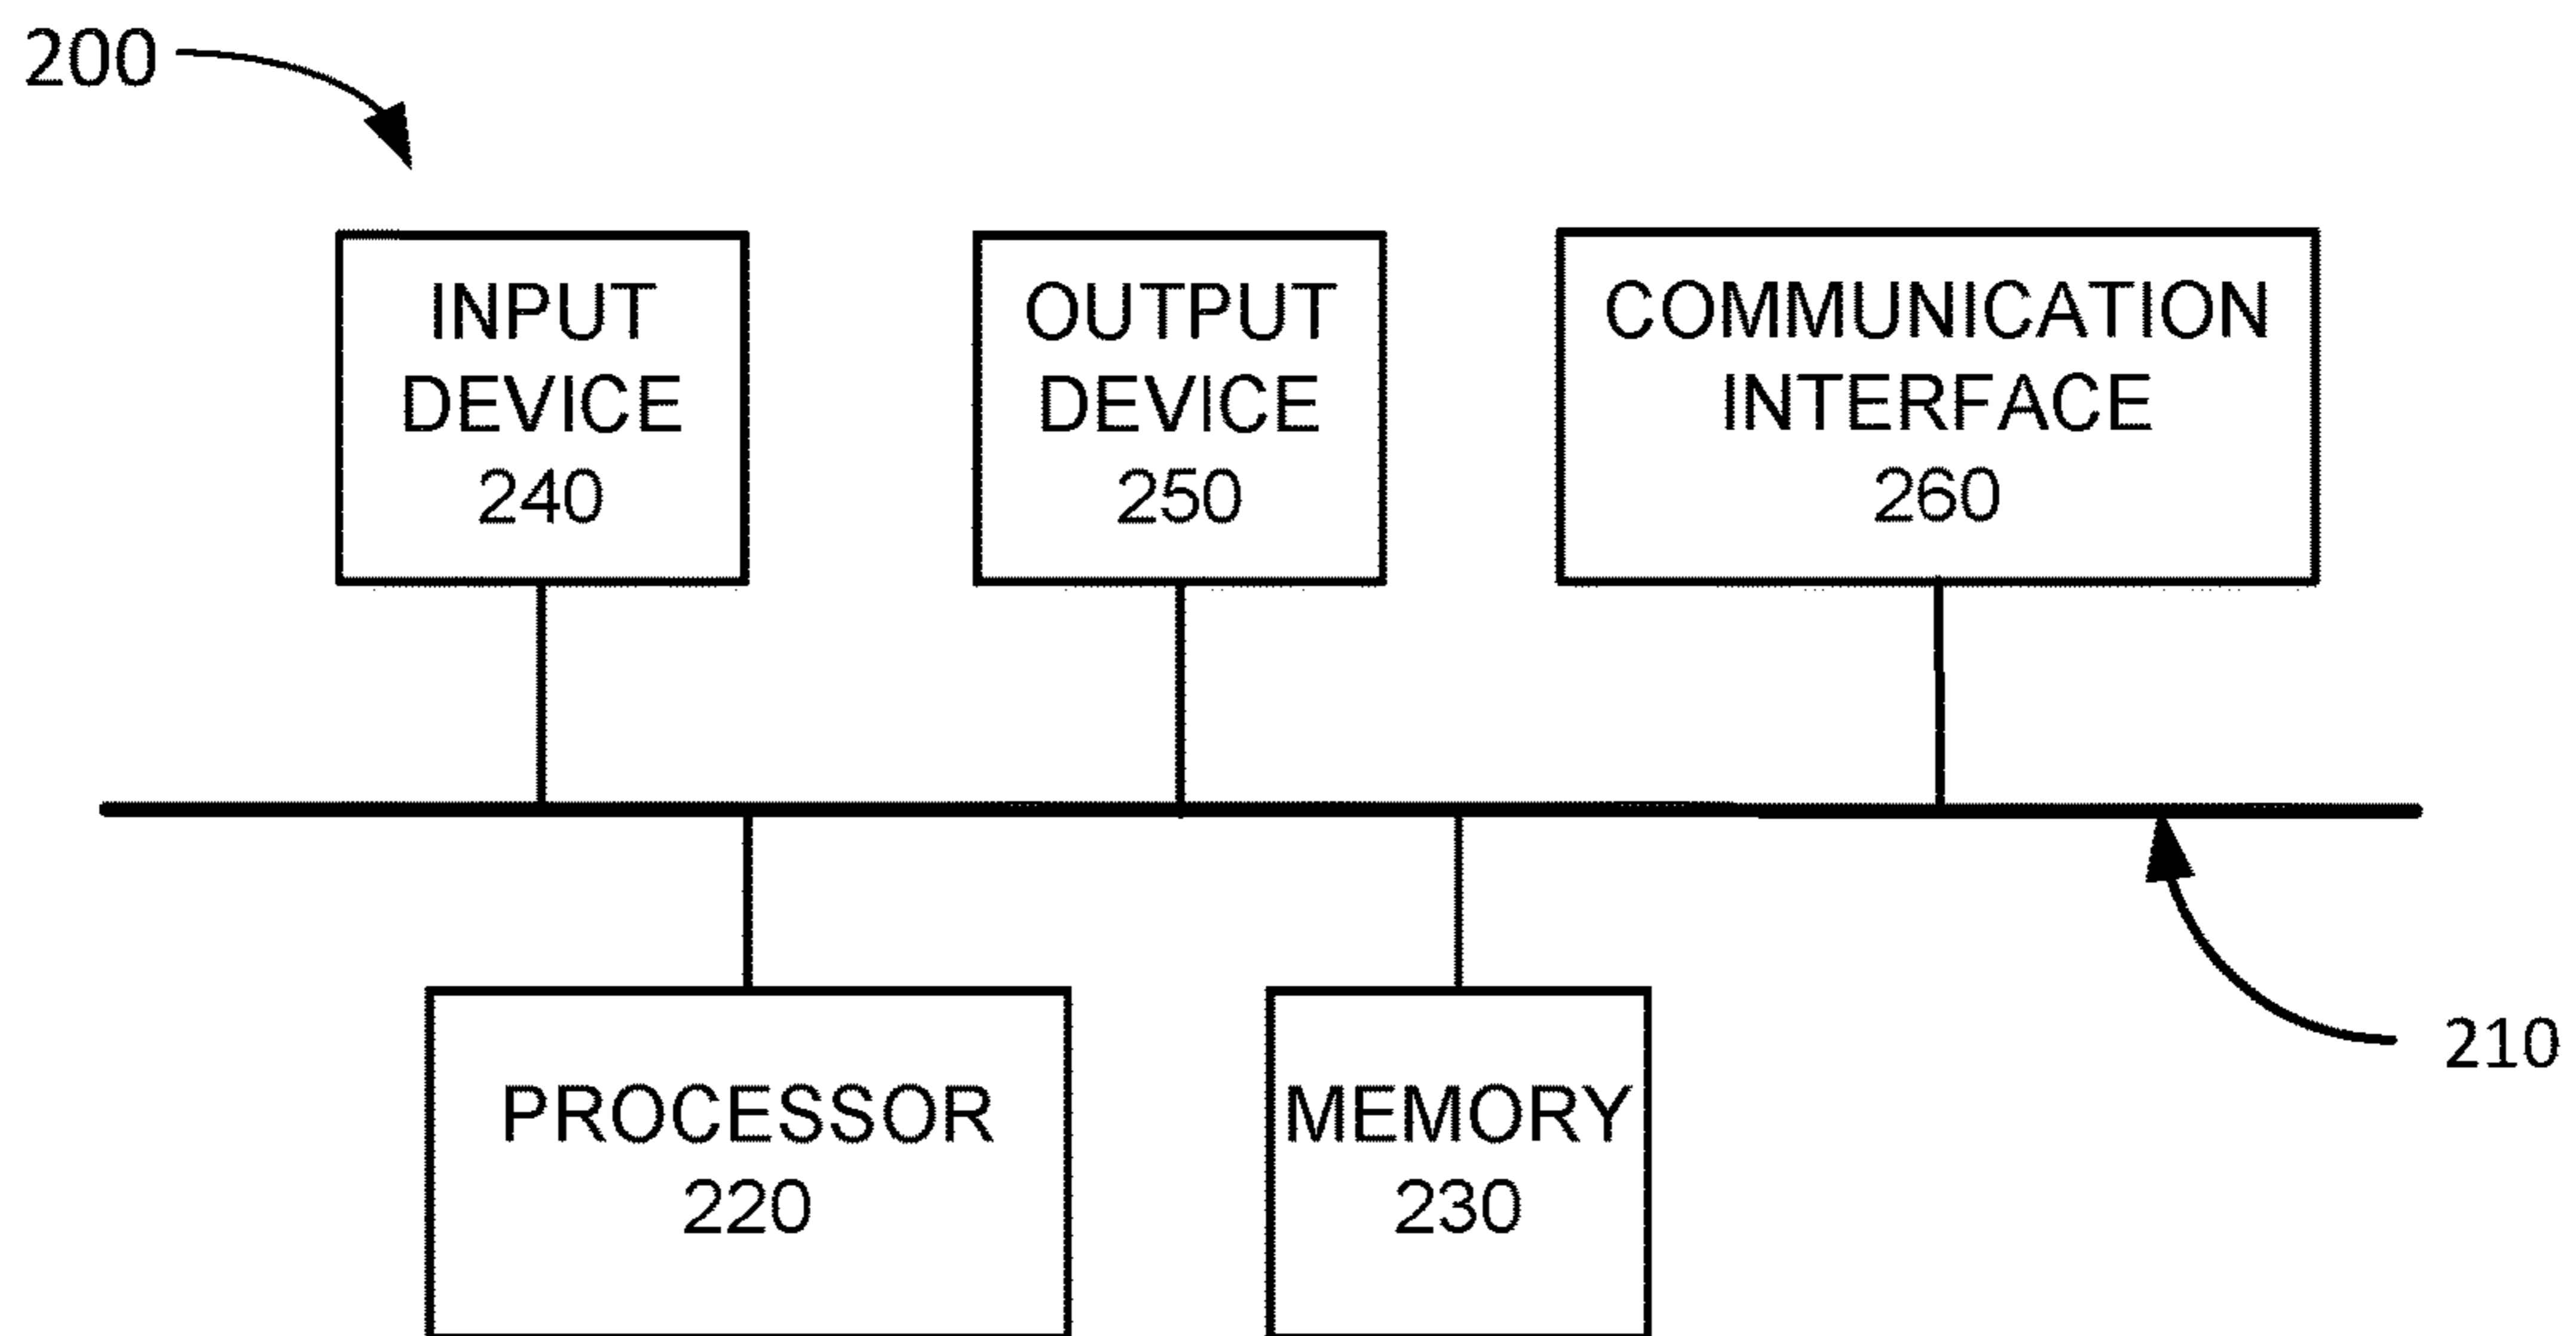 200
INPUT
DEVICE
240
OUTPUT
DEVICE
250
COMMUNICATION
INTERFACE
260
PROCESSOR
220
MEMORY
230
210